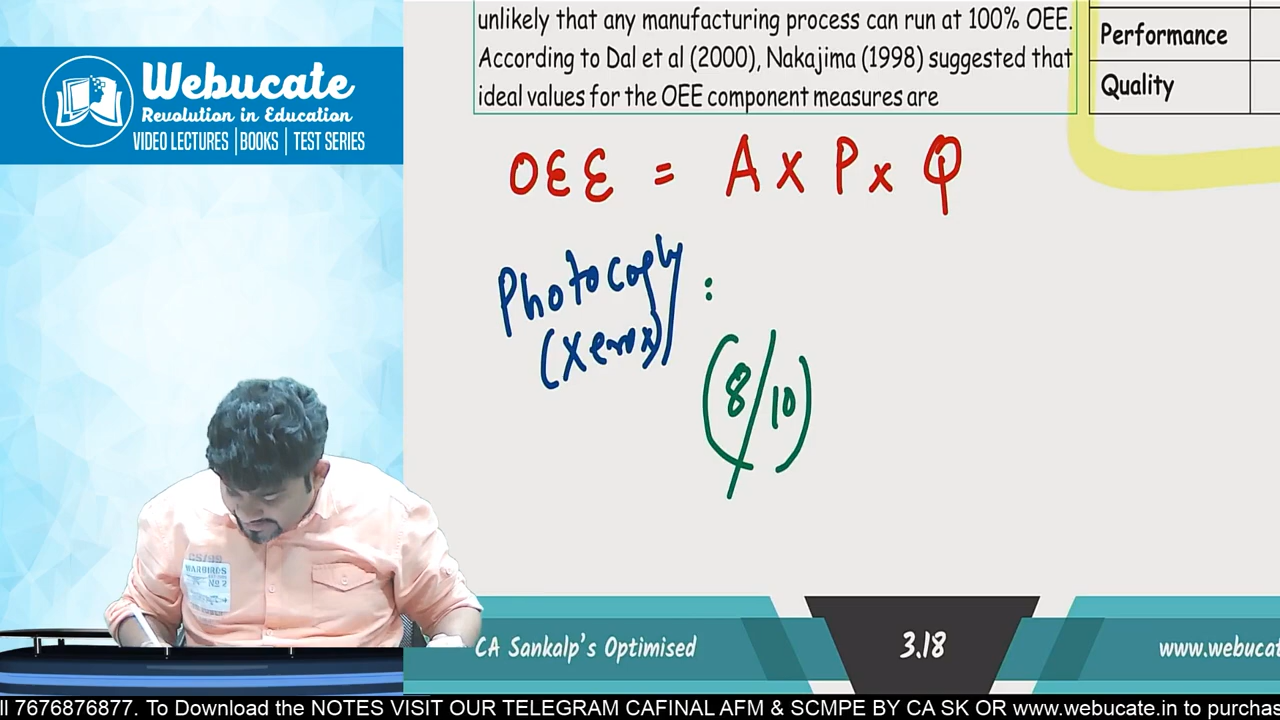 Webucate
Revolution in Education
VIDEO LECTURES | BOOKS | TEST SERIES
unlikely that any manufacturing process can run at 100% OEE.
According to Dal et al (2000), Nakajima (1998) suggested that
ideal values for the OEE component measures are
Performance
Quality
OEE = A x P x Q
Photocopy :
(Xerox)
(8/10)
CA Sankalp's Optimised
3.18
www.webucat
ll 7676876877. To Download the NOTES VISIT OUR TELEGRAM CAFINAL AFM & SCMPE BY CA SK OR www.webucate.in to purchas